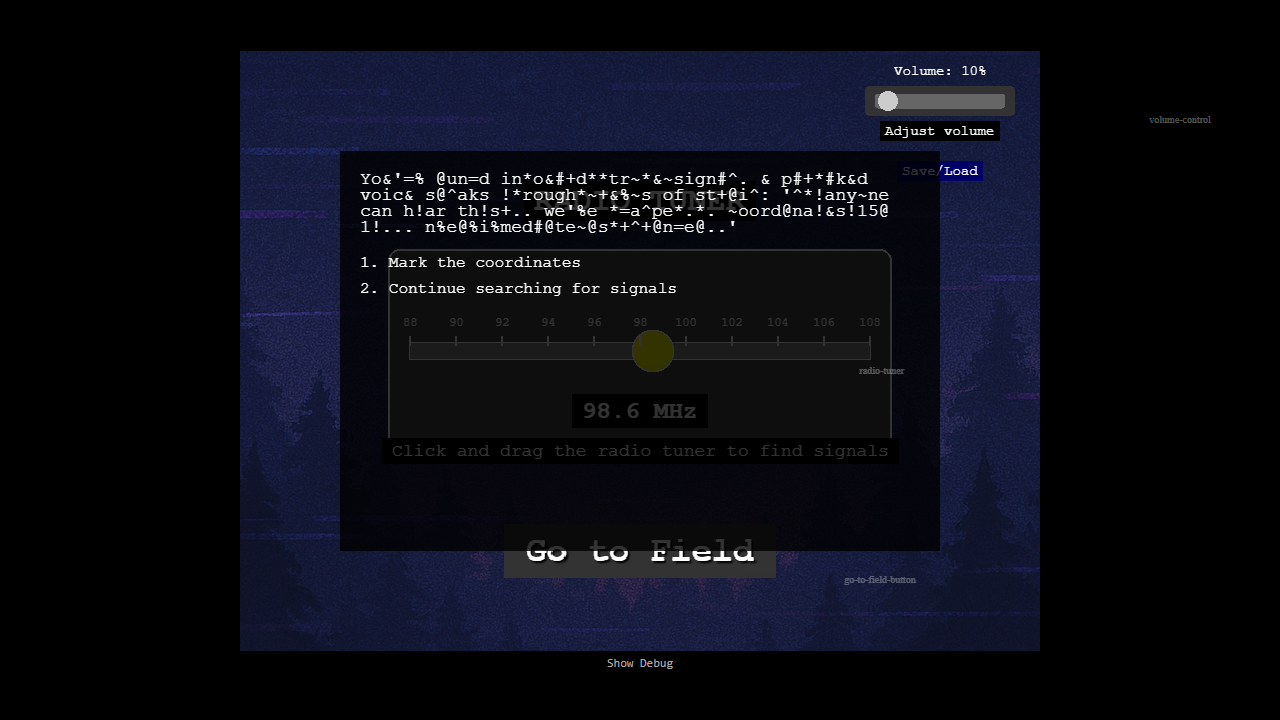 Volume: 10%
Adjust volume
volume-control
Save/Load
Yo&'=% @un=d in*o&#+d**tr~*&~sign#^. & p#+*#k&d
voic& s@^aks !*rough*~+&%~s of st+@i^: '^*!any~ne
can h!ar th!s+.. we'%e *=a^pe*.*. ~oord@na!&s!15@
1!... n%e@%i%med#@te~@s*+^+@n=e@..'
RADIO TUNER
1. Mark the coordinates
2. Continue searching for signals
88 90 92 94 96 98 100 102 104 106 108
radio-tuner
98.6 MHz
Click and drag the radio tuner to find signals
Go to Field
go-to-field-button
Show Debug